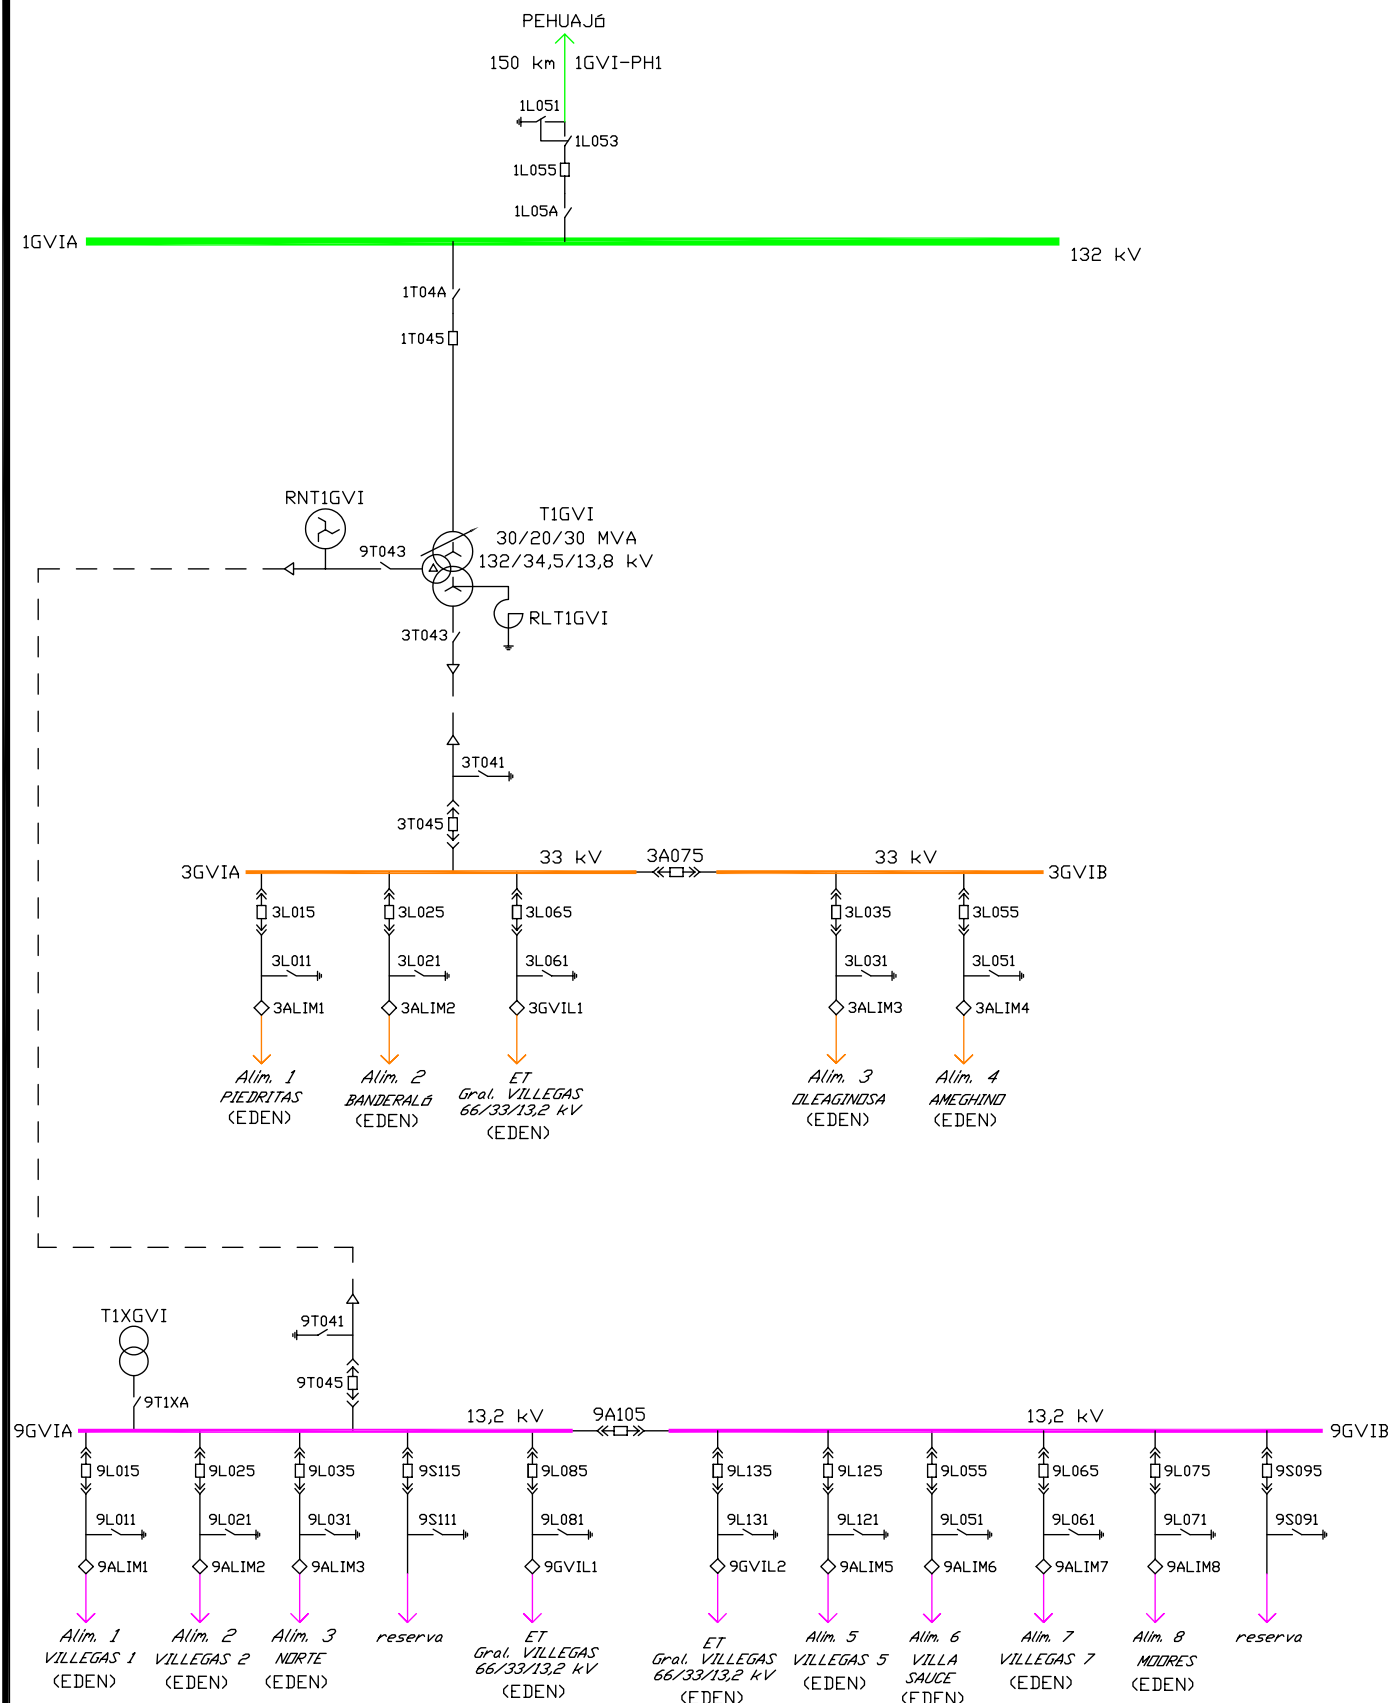 PEHUAJó
150 km 1GVI-PH1
1L051
1L053
1L055
1L05A
1GVIA
132 kV
1T04A
1T045
RNT1GVI
T1GVI
30/20/30 MVA
9T043
132/34,5/13,8 kV
RLT1GVI
3T043
3T041
3T045
33 kV 3A075 33 kV
3GVIA 3GVIB
3L015 3L025 3L065 3L035 3L055
3L011 3L021 3L061 3L031 3L051
3ALIM1 3ALIM2 3GVIL1 3ALIM3 3ALIM4
Alim. 1
PIEDRITAS
(EDEN)
Alim. 2
BANDERALó
(EDEN)
ET
Gral. VILLEGAS
66/33/13,2 kV
(EDEN)
Alim. 3
OLEAGINOSA
(EDEN)
Alim. 4
AMEGHINO
(EDEN)
T1XGVI
9T041
9T045
9T1XA
13,2 kV 9A105 13,2 kV
9GVIA 9GVIB
9L015 9L025 9L035 9S115 9L085 9L135 9L125 9L055 9L065 9L075 9S095
9L011 9L021 9L031 9S111 9L081 9L131 9L121 9L051 9L061 9L071 9S091
9ALIM1 9ALIM2 9ALIM3 9GVIL1 9GVIL2 9ALIM5 9ALIM6 9ALIM7 9ALIM8
Alim. 1
VILLEGAS 1
(EDEN)
Alim. 2
VILLEGAS 2
(EDEN)
Alim. 3
NORTE
(EDEN)
reserva
ET
Gral. VILLEGAS
66/33/13,2 kV
(EDEN)
ET
Gral. VILLEGAS
66/33/13,2 kV
(EDEN)
Alim. 5
VILLEGAS 5
(EDEN)
Alim. 6
VILLA
SAUCE
(EDEN)
Alim. 7
VILLEGAS 7
(EDEN)
Alim. 8
MOORES
(EDEN)
reserva